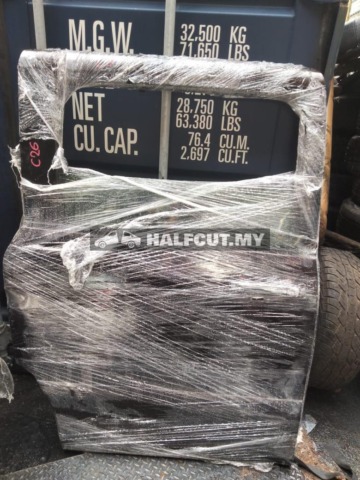 M.G.W.
32.500 KG
71.650 LBS
NET
28.750 KG
63.380 LBS
CU. CAP.
76.4 CU.M.
2.697 CU.FT.
C26
HALFCUT.MY